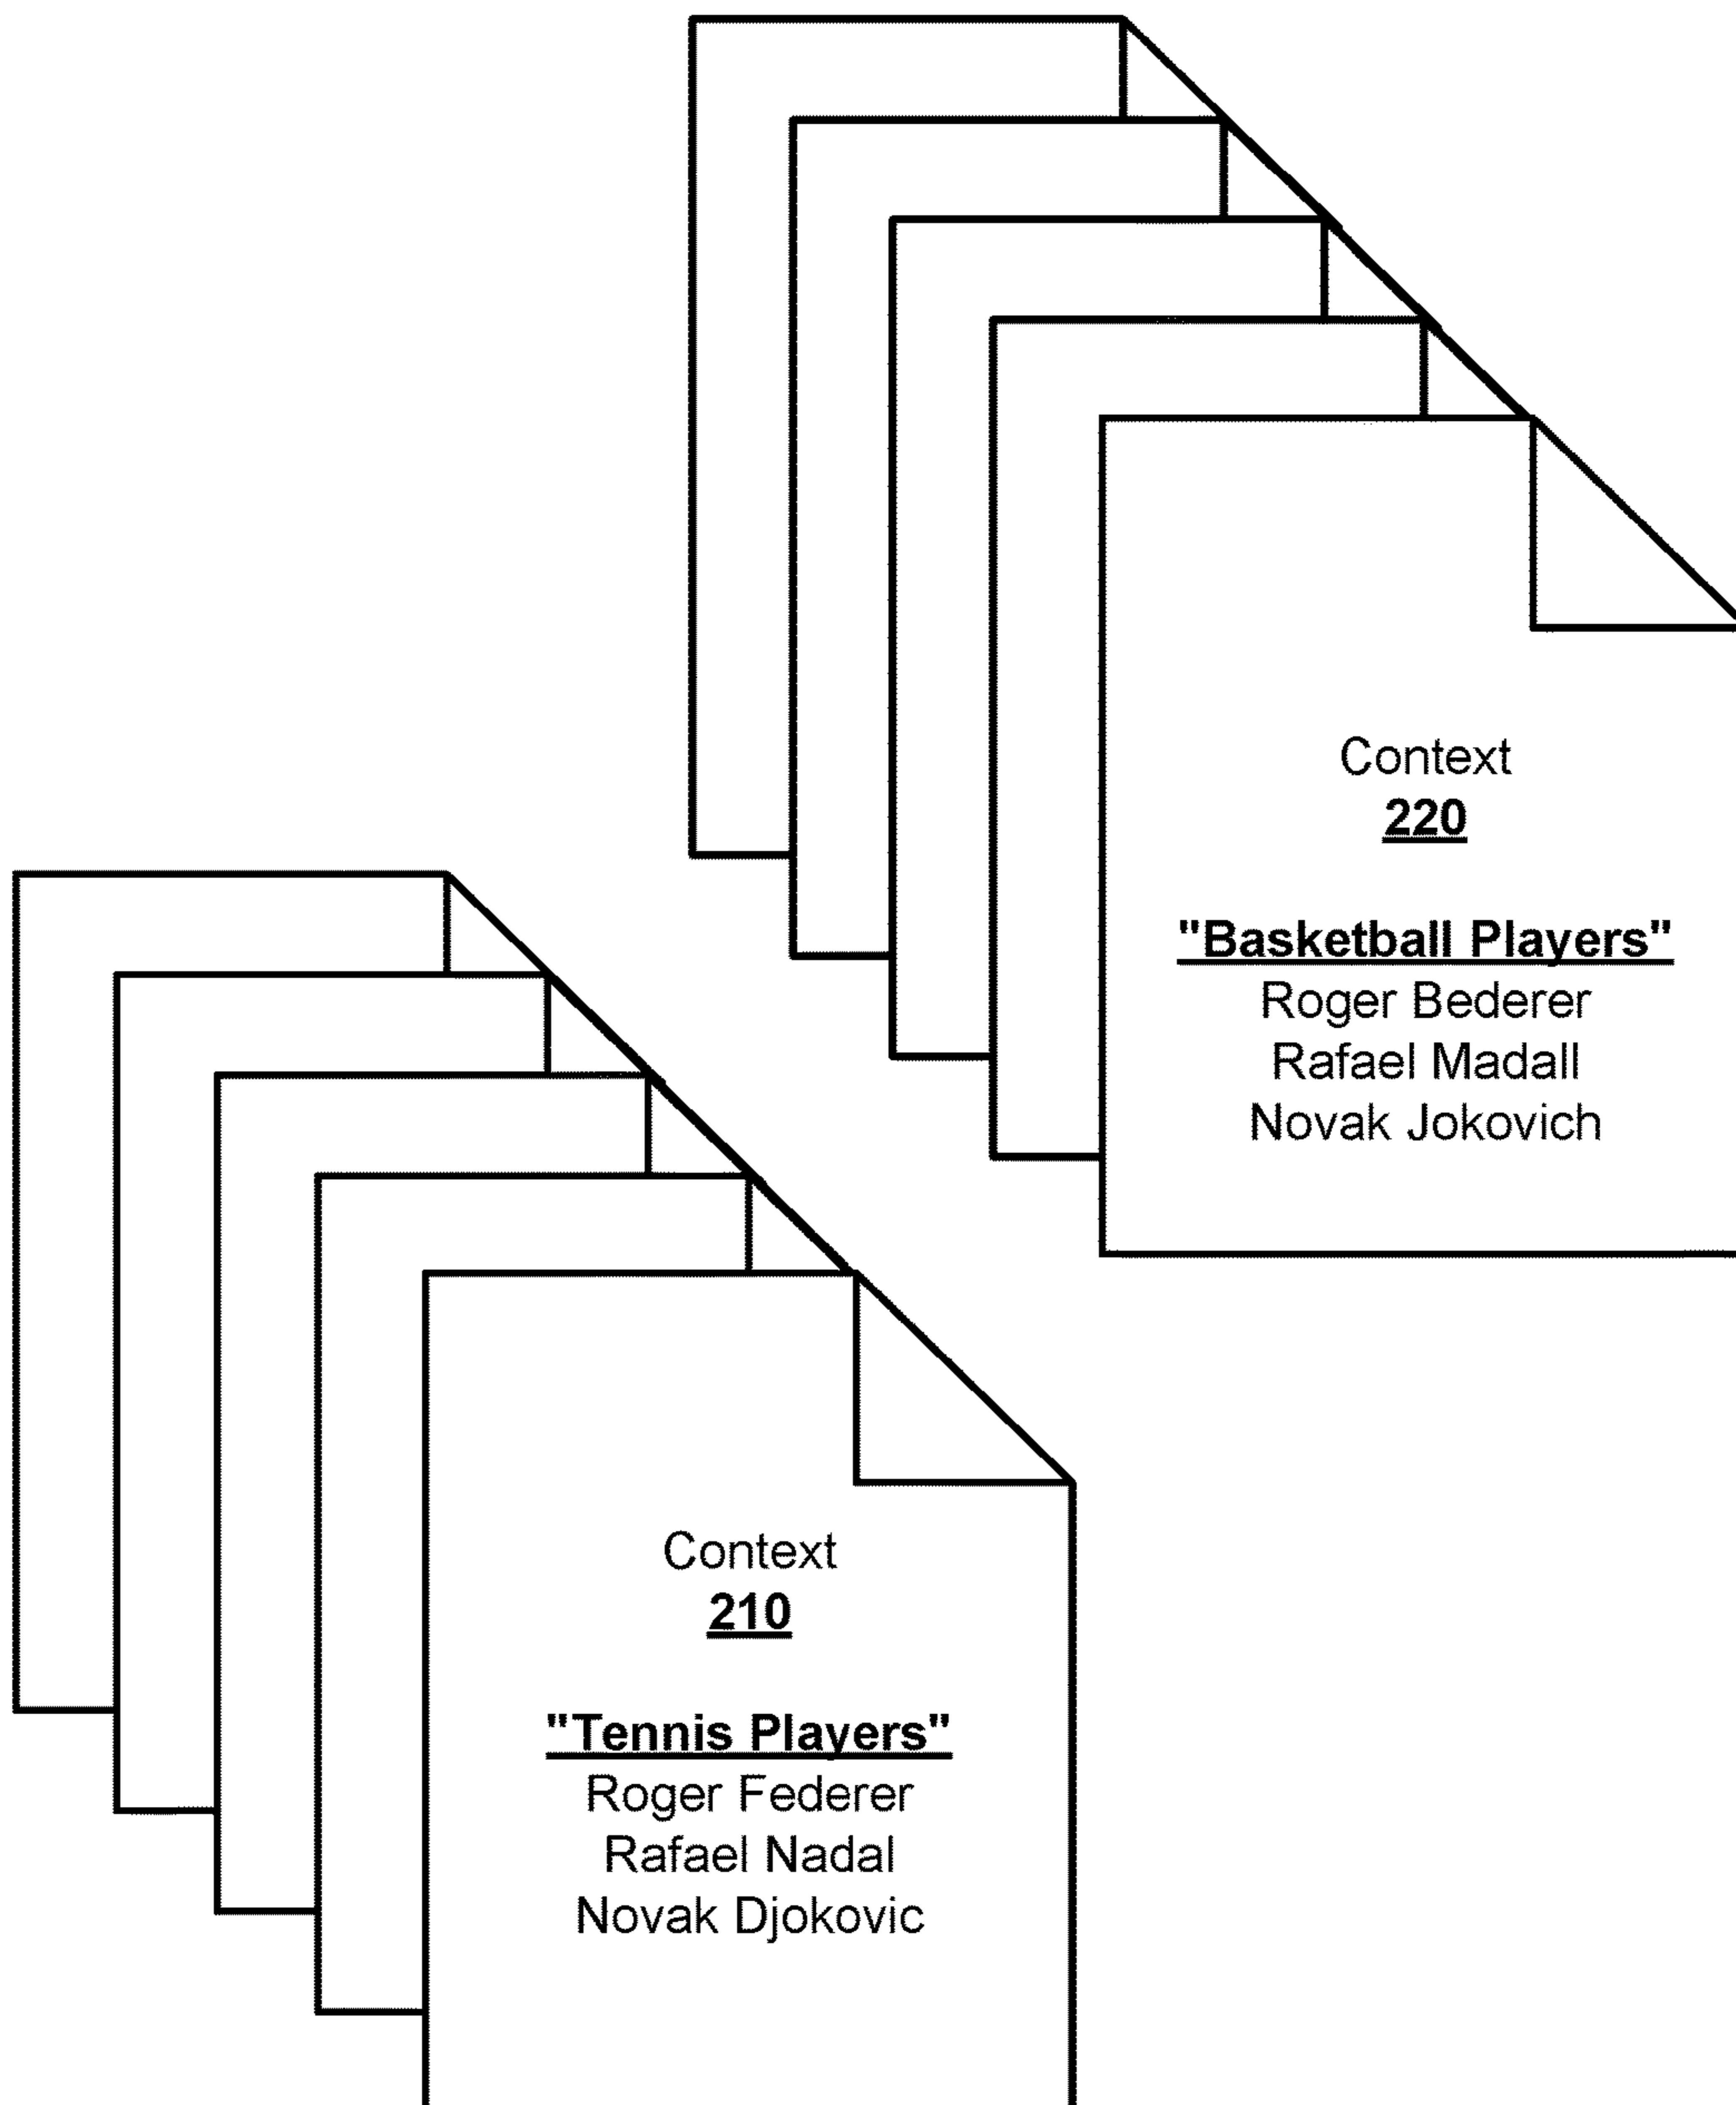 Context
220
"Basketball Players"
Roger Bederer
Rafael Madall
Novak Jokovich
Context
210
"Tennis Players"
Roger Federer
Rafael Nadal
Novak Djokovic